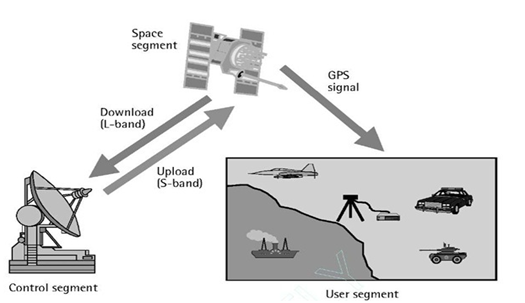 Space
segment
GPS
signal
Download
(L-band)
Upload
(S-band)
Control segment
User segment